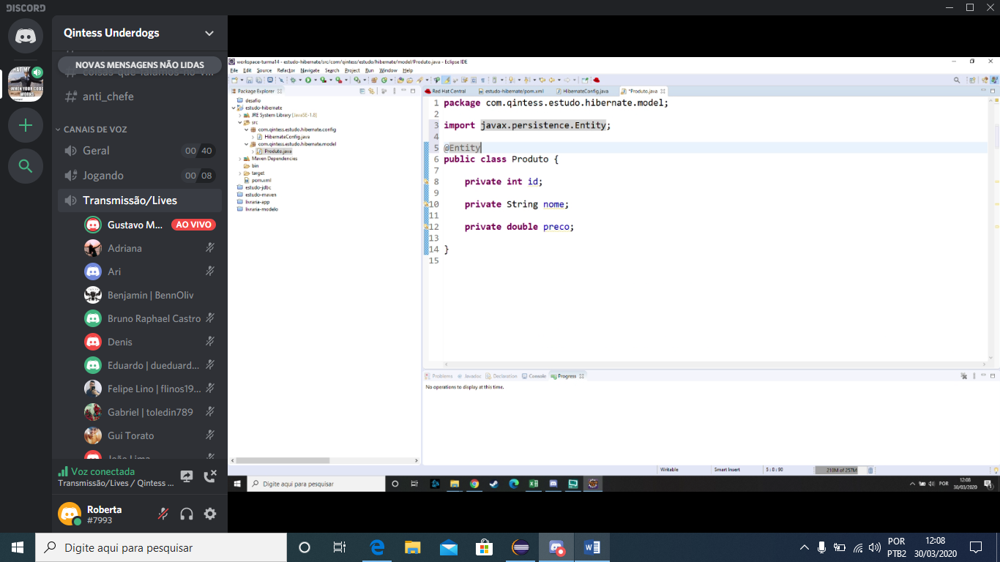 DISCORD
Qintess Underdogs
NOVAS MENSAGENS NÃO LIDAS
anti_chefe
CANAIS DE VOZ
Geral 00 40
Jogando 00 08
Transmissão/Lives
Gustavo M... AO VIVO
Adriana
Ari
Benjamin | BennOliv
Bruno Raphael Castro
Denis
Eduardo | dueduard...
Felipe Lino | flinos19...
Gabriel | toledin789
Gui Torato
João Lima
Voz conectada
Transmissão/Lives / Qintess ...
Roberta
#7993
workspace-turma14 - estudo-hibernate/src/com/qintess/estudo/hibernate/model/Produto.java - Eclipse IDE
File Edit Source Refactor Navigate Search Project Run Window Help
Package Explorer
desafio
estudo-hibernate
JRE System Library [JavaSE-1.8]
src
com.qintess.estudo.hibernate.config
HibernateConfig.java
com.qintess.estudo.hibernate.model
Produto.java
Maven Dependencies
bin
target
pom.xml
estudo-jdbc
estudo-maven
livraria-app
livraria-modelo
Red Hat Central estudo-hibernate/pom.xml HibernateConfig.java *Produto.java
1 package com.qintess.estudo.hibernate.model;
2
3 import javax.persistence.Entity;
4
5 @Entity
6 public class Produto {
7
8 private int id;
9
10 private String nome;
11
12 private double preco;
13
14 }
15
Problems Javadoc Declaration Console Progress
No operations to display at this time.
Writable Smart Insert 5 : 8 : 90 210M of 257M
Digite aqui para pesquisar POR 12:08
30/03/2020
Digite aqui para pesquisar
POR 12:08
PTB2 30/03/2020